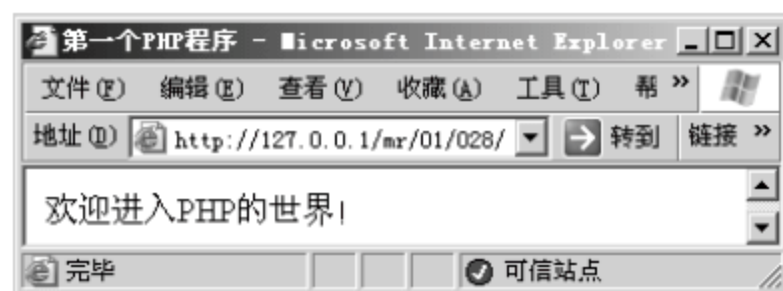 第一个PHP程序 - Microsoft Internet Explorer
文件(F) 编辑(E) 查看(V) 收藏(A) 工具(T) 帮 »
地址(D) http://127.0.0.1/mr/01/028/ 转到 链接 »
欢迎进入PHP的世界!
完毕 可信站点